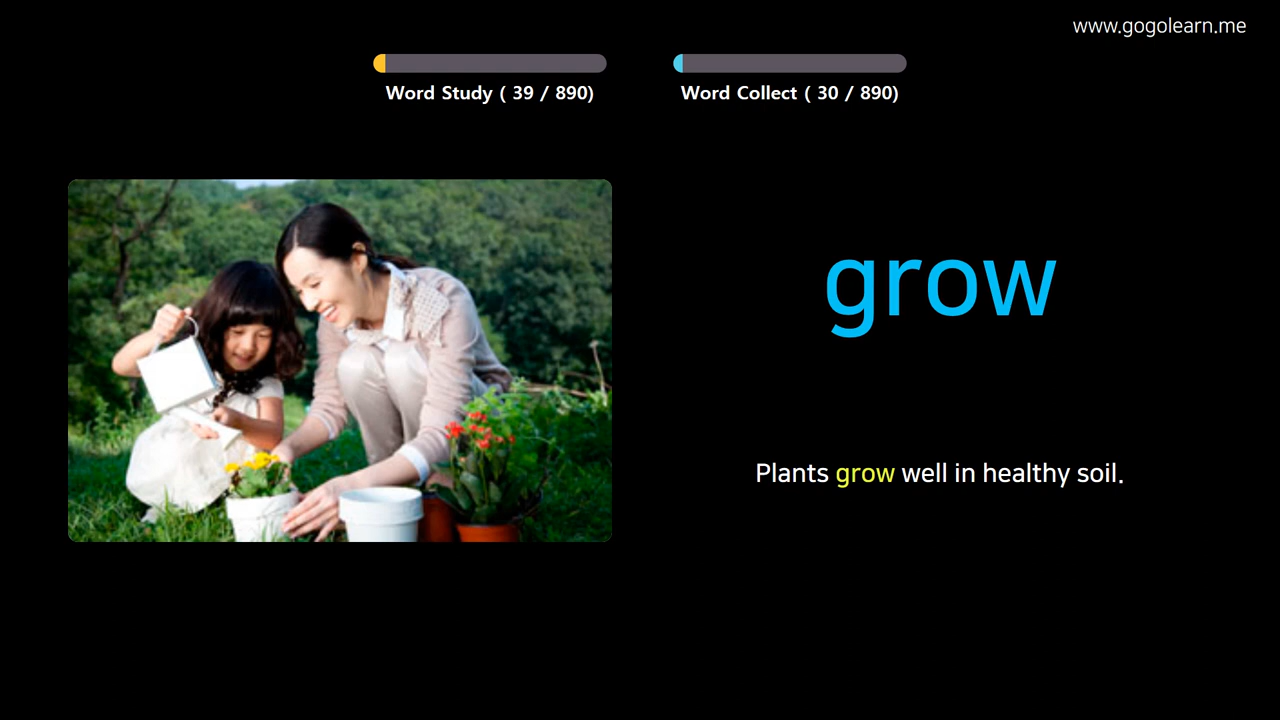 www.gogolearn.me
Word Study ( 39 / 890)
Word Collect ( 30 / 890)
grow
Plants grow well in healthy soil.